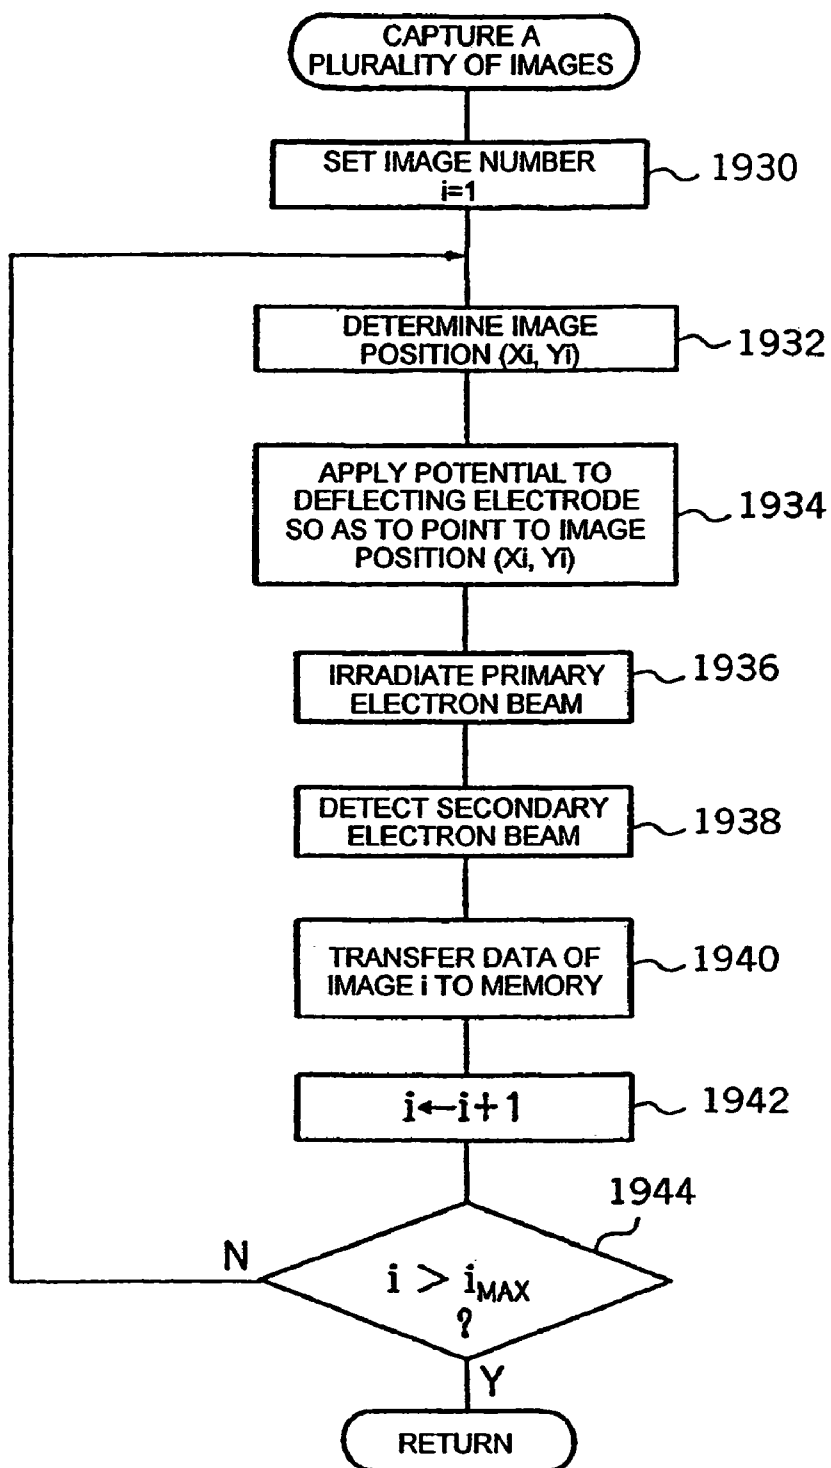 CAPTURE A
PLURALITY OF IMAGES
SET IMAGE NUMBER
i=1
1930
DETERMINE IMAGE
POSITION (Xi, Yi)
1932
APPLY POTENTIAL TO
DEFLECTING ELECTRODE
SO AS TO POINT TO IMAGE
POSITION (Xi, Yi)
1934
IRRADIATE PRIMARY
ELECTRON BEAM
1936
DETECT SECONDARY
ELECTRON BEAM
1938
TRANSFER DATA OF
IMAGE i TO MEMORY
1940
i←i+1
1942
1944
N
i > iMAX
?
Y
RETURN